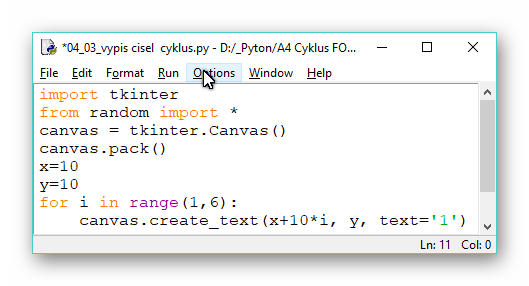 *04_03_vypis cisel  cyklus.py - D:/_Pyton/A4 Cyklus FO...
File Edit Format Run Options Window Help
import tkinter
from random import *
canvas = tkinter.Canvas()
canvas.pack()
x=10
y=10
for i in range(1,6):
    canvas.create_text(x+10*i, y, text='1')
Ln: 11 Col: 0